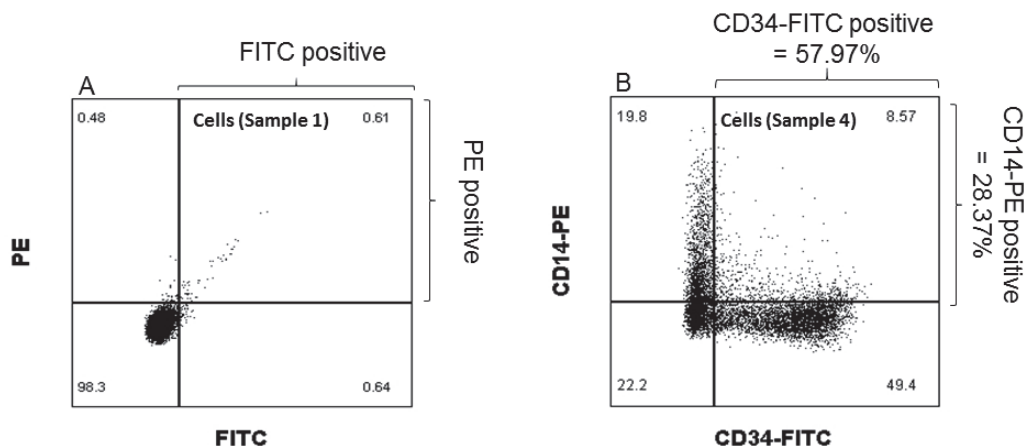 FITC positive
A
0.48
Cells (Sample 1)
0.61
PE positive
PE
98.3
0.64
FITC
CD34-FITC positive
= 57.97%
B
19.8
Cells (Sample 4)
8.57
CD14-PE positive
= 28.37%
CD14-PE
22.2
49.4
CD34-FITC